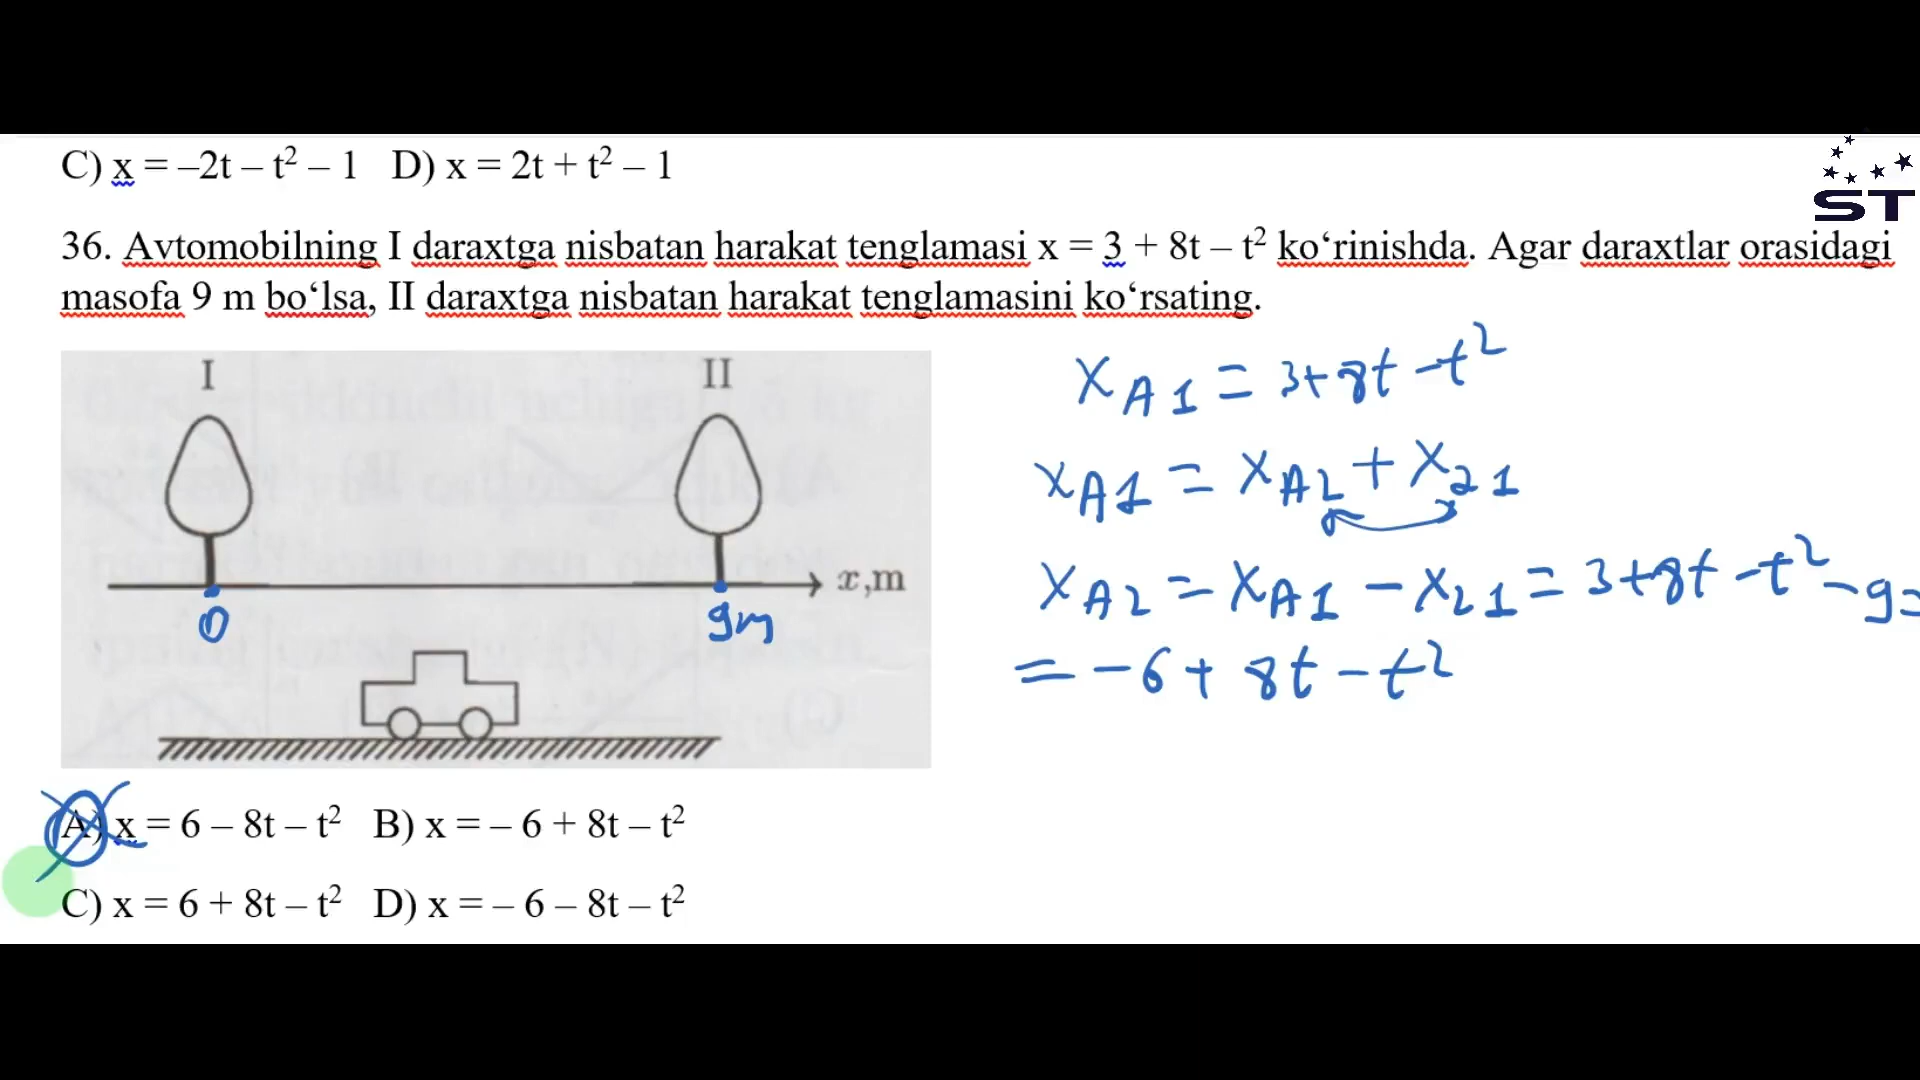 C) x = –2t – t² – 1 D) x = 2t + t² – 1
ST
36. Avtomobilning I daraxtga nisbatan harakat tenglamasi x = 3 + 8t – t² ko‘rinishda. Agar daraxtlar orasidagi
masofa 9 m bo‘lsa, II daraxtga nisbatan harakat tenglamasini ko‘rsating.
I II
x,m
0 9m
x_A1 = 3+8t-t²
x_A1 = x_A2 + x_21
x_A2 = x_A1 - x_21 = 3+8t-t²-9=
= -6+8t-t²
A) x = 6 – 8t – t² B) x = – 6 + 8t – t²
C) x = 6 + 8t – t² D) x = – 6 – 8t – t²